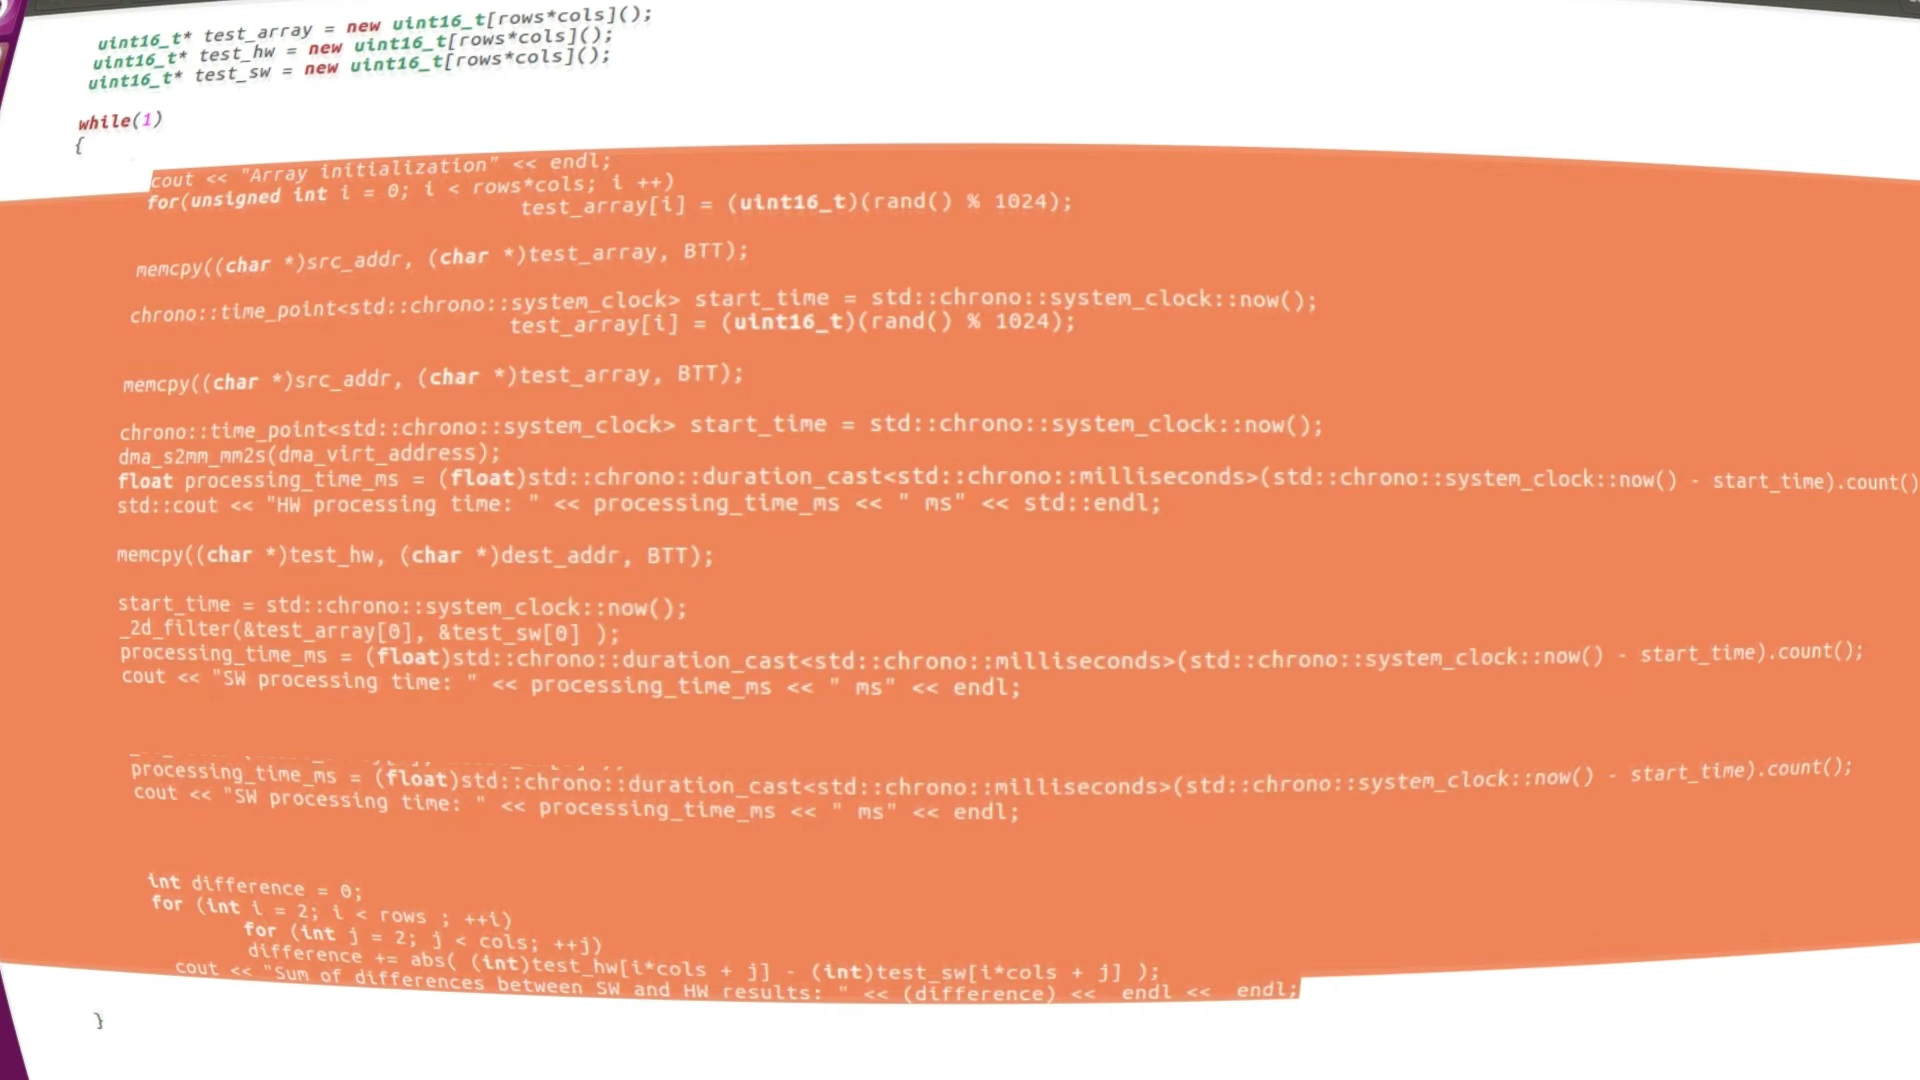 uint16_t* test_array = new uint16_t[rows*cols]();
uint16_t* test_hw = new uint16_t[rows*cols]();
uint16_t* test_sw = new uint16_t[rows*cols]();
while(1)
{
cout << "Array initialization" << endl;
for(unsigned int i = 0; i < rows*cols; i ++)
test_array[i] = (uint16_t)(rand() % 1024);
memcpy((char *)src_addr, (char *)test_array, BTT);
chrono::time_point<std::chrono::system_clock> start_time = std::chrono::system_clock::now();
test_array[i] = (uint16_t)(rand() % 1024);
memcpy((char *)src_addr, (char *)test_array, BTT);
chrono::time_point<std::chrono::system_clock> start_time = std::chrono::system_clock::now();
dma_s2mm_mm2s(dma_virt_address);
float processing_time_ms = (float)std::chrono::duration_cast<std::chrono::milliseconds>(std::chrono::system_clock::now() - start_time).count()
std::cout << "HW processing time: " << processing_time_ms << " ms" << std::endl;
memcpy((char *)test_hw, (char *)dest_addr, BTT);
start_time = std::chrono::system_clock::now();
_2d_filter(&test_array[0], &test_sw[0] );
processing_time_ms = (float)std::chrono::duration_cast<std::chrono::milliseconds>(std::chrono::system_clock::now() - start_time).count();
cout << "SW processing time: " << processing_time_ms << " ms" << endl;
processing_time_ms = (float)std::chrono::duration_cast<std::chrono::milliseconds>(std::chrono::system_clock::now() - start_time).count();
cout << "SW processing time: " << processing_time_ms << " ms" << endl;
int difference = 0;
for (int i = 2; i < rows ; ++i)
for (int j = 2; j < cols; ++j)
difference += abs( (int)test_hw[i*cols + j] - (int)test_sw[i*cols + j] );
cout << "Sum of differences between SW and HW results: " << (difference) << endl << endl;
}